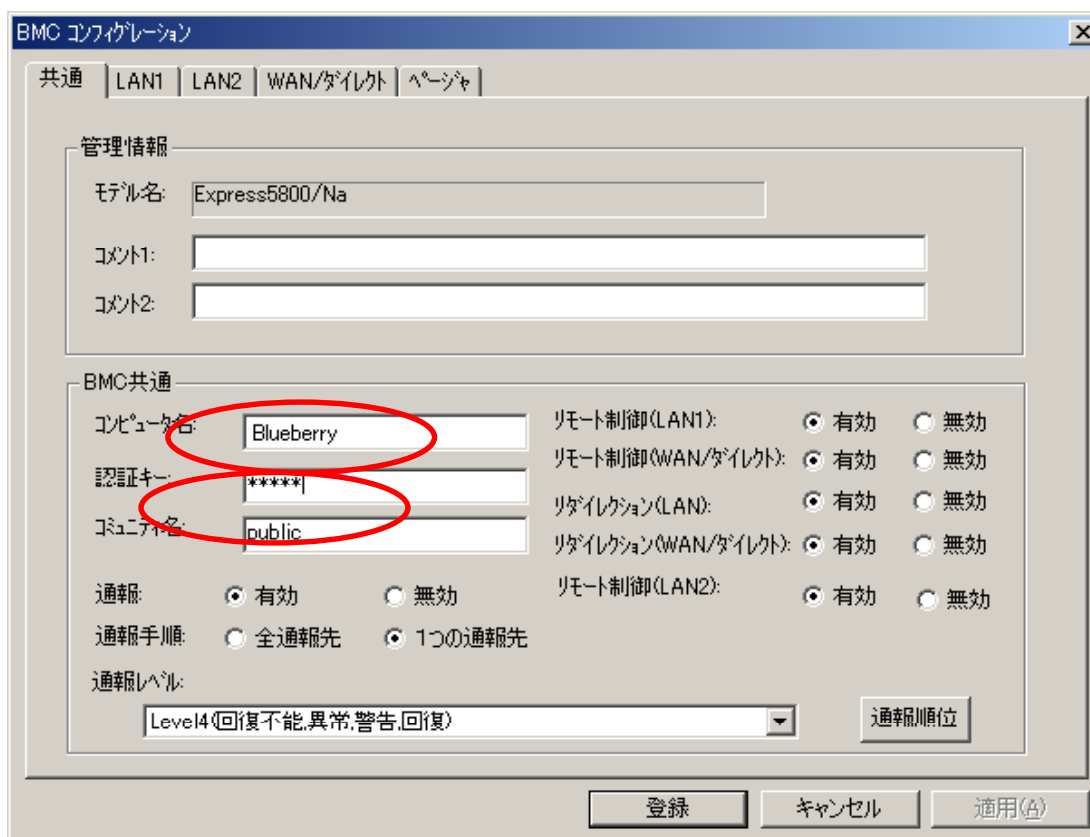 BMC コンフィグレーション
共通 LAN1 LAN2 WAN/ダイレクト ページャ
管理情報
モデル名: Express5800/Na
コメント1:
コメント2:
BMC共通
コンピュータ名: Blueberry
認証キー: *****
コミュニティ名: public
通報: 有効 無効
通報手順: 全通報先 1つの通報先
通報レベル:
Level4(回復不能,異常,警告,回復)
リモート制御(LAN1): 有効 無効
リモート制御(WAN/ダイレクト): 有効 無効
リダイレクション(LAN): 有効 無効
リダイレクション(WAN/ダイレクト): 有効 無効
リモート制御(LAN2): 有効 無効
通報順位
登録 キャンセル 適用(A)